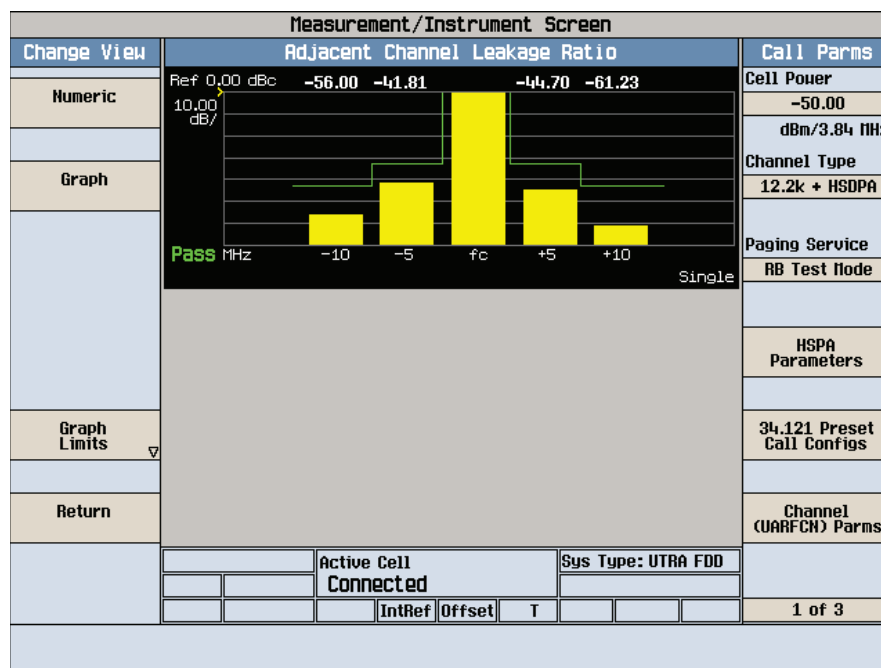 Measurement/Instrument Screen
Change View
Numeric
Graph
Graph
Limits
Return
Adjacent Channel Leakage Ratio
Ref 0.00 dBc
-56.00 -41.81 -44.70 -61.23
10.00
dB/
Pass MHz -10 -5 fc +5 +10
Single
Active Cell
Connected
Sys Type: UTRA FDD
IntRef Offset T
Call Parms
Cell Power
-50.00
dBm/3.84 MHz
Channel Type
12.2k + HSDPA
Paging Service
RB Test Mode
HSPA
Parameters
34.121 Preset
Call Configs
Channel
(UARFCN) Parms
1 of 3